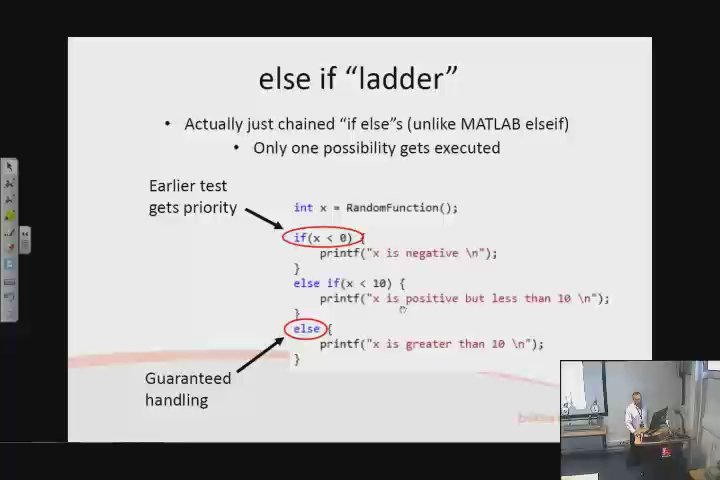 else if “ladder”
• Actually just chained “if else”s (unlike MATLAB elseif)
• Only one possibility gets executed
Earlier test
gets priority
int x = RandomFunction();
if(x < 0) {
printf("x is negative \n");
}
else if(x < 10) {
printf("x is positive but less than 10 \n");
}
else {
printf("x is greater than 10 \n");
}
Guaranteed
handling